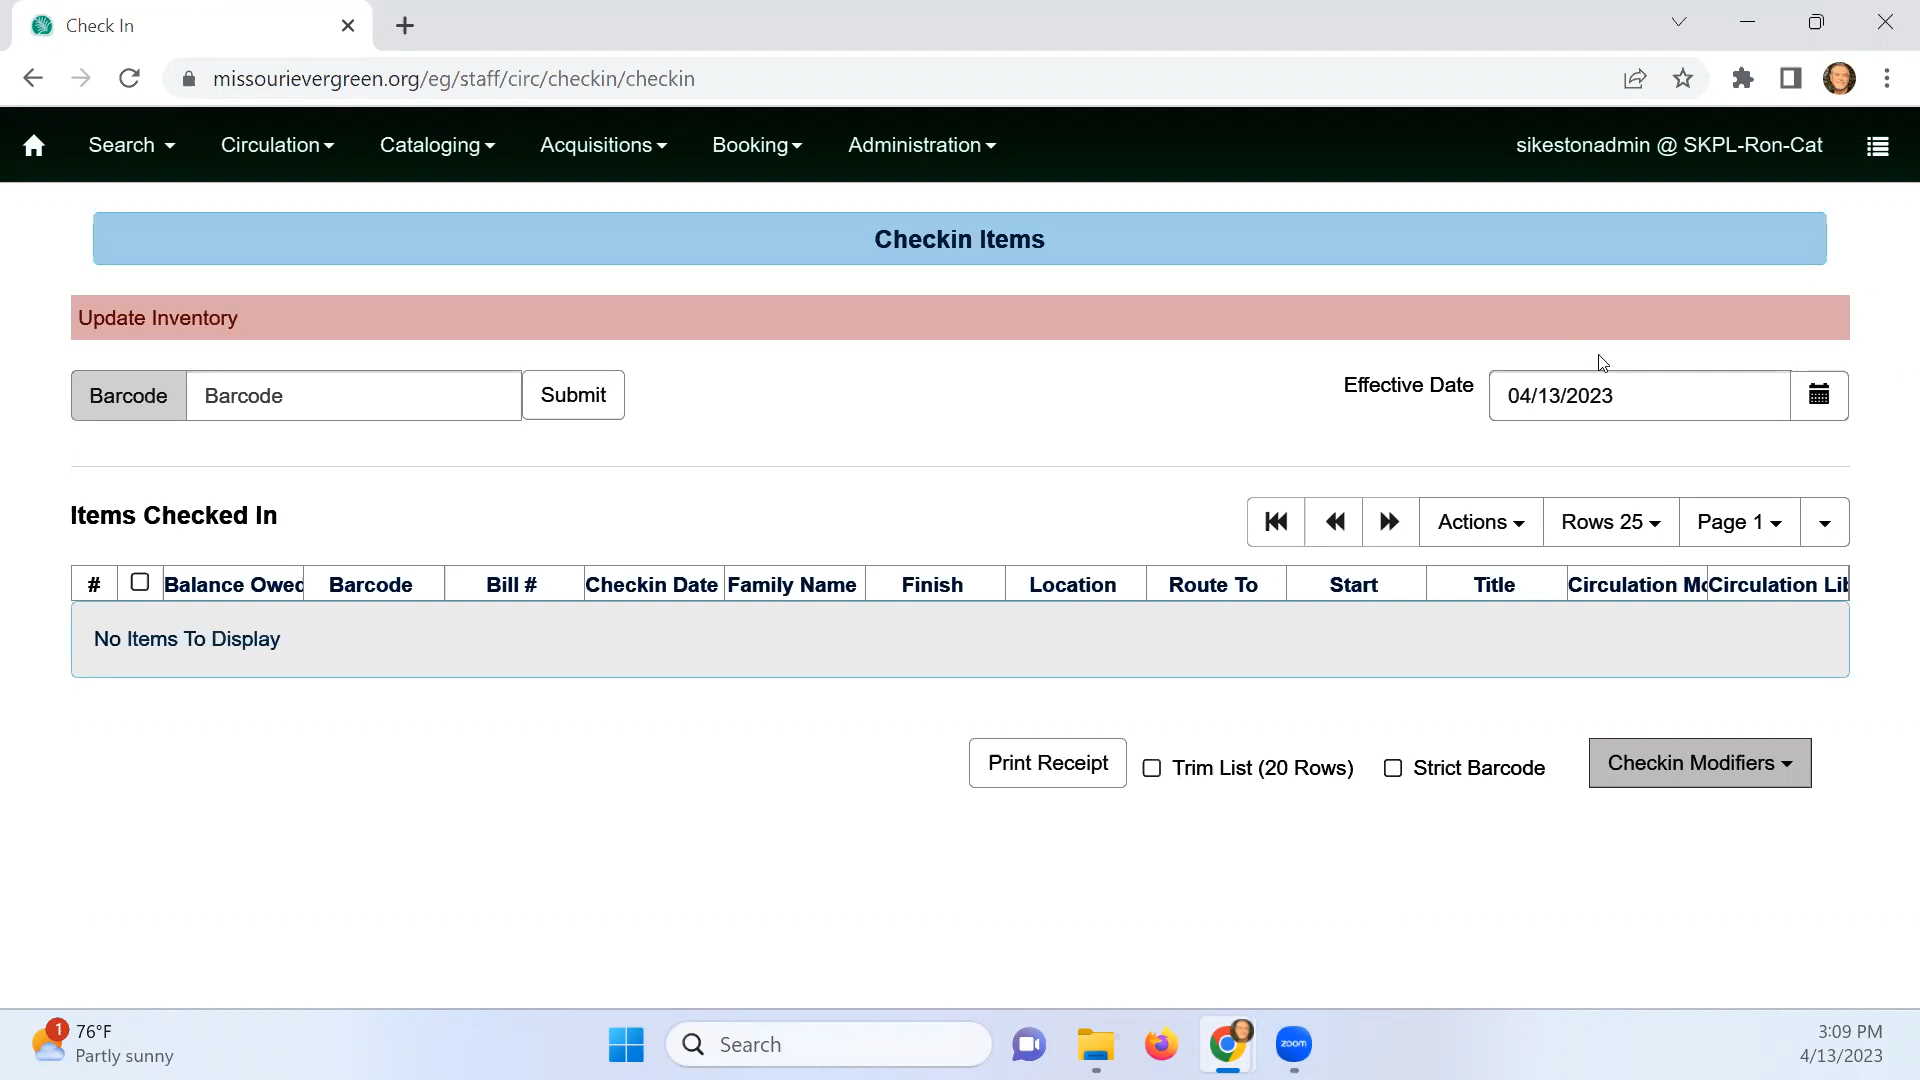 Check In
missourievergreen.org/eg/staff/circ/checkin/checkin
Search Circulation Cataloging Acquisitions Booking Administration sikestonadmin @ SKPL-Ron-Cat
Checkin Items
Update Inventory
Barcode Barcode Submit Effective Date 04/13/2023
Items Checked In Actions Rows 25 Page 1
# Balance Owed Barcode Bill # Checkin Date Family Name Finish Location Route To Start Title Circulation Mo Circulation Lib
No Items To Display
Print Receipt Trim List (20 Rows) Strict Barcode Checkin Modifiers
1 76°F
Partly sunny
Search
zoom
3:09 PM
4/13/2023